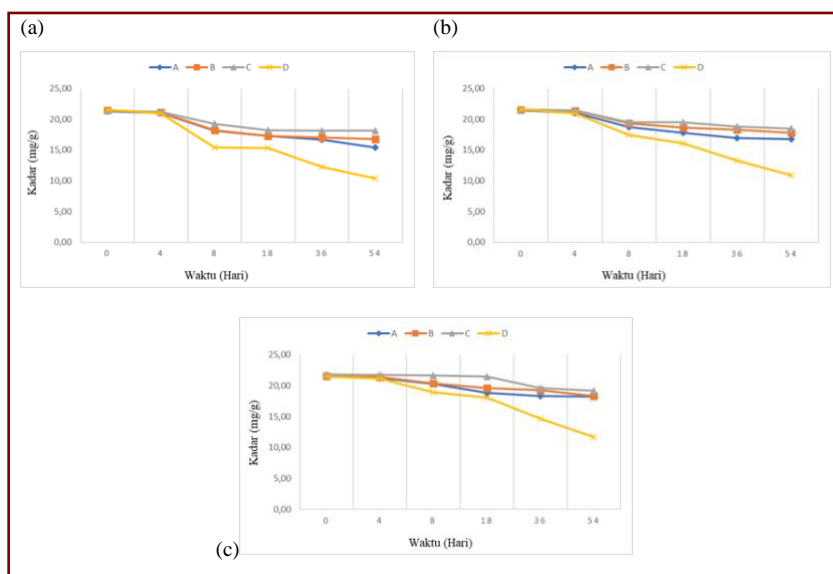 (a)
A B C D
25,00
20,00
15,00
10,00
5,00
0,00
Kadar (mg/g)
0 4 8 18 36 54
Waktu (Hari)
(b)
A B C D
25,00
20,00
15,00
10,00
5,00
0,00
Kadar (mg/g)
0 4 8 18 36 54
Waktu (Hari)
A B C D
25,00
20,00
15,00
10,00
5,00
0,00
Kadar (mg/g)
0 4 8 18 36 54
Waktu (Hari)
(c)